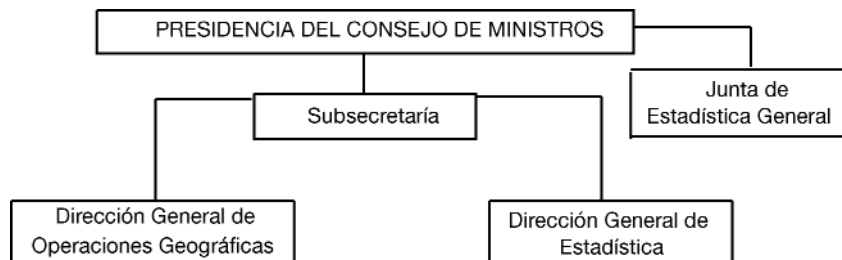 PRESIDENCIA DEL CONSEJO DE MINISTROS
Junta de
Estadística General
Subsecretaría
Dirección General de
Operaciones Geográficas
Dirección General de
Estadística